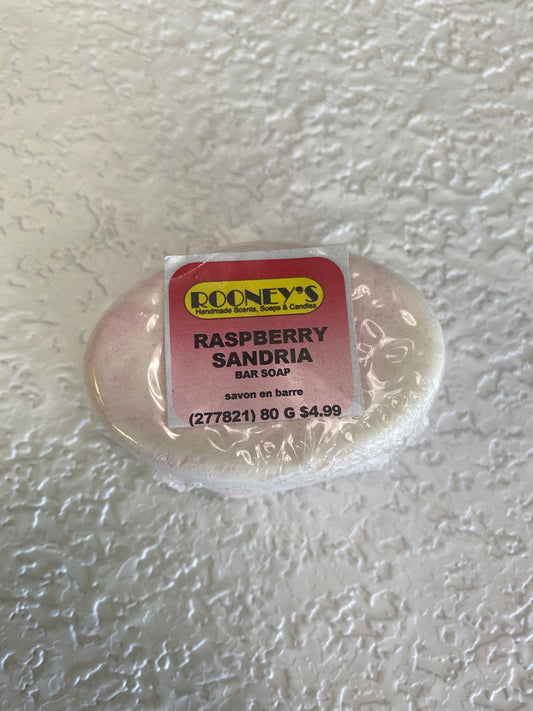 ROONEY'S
Handmade Scents, Soaps & Candles
RASPBERRY
SANDRIA
BAR SOAP
savon en barre
(277821) 80 G $4.99